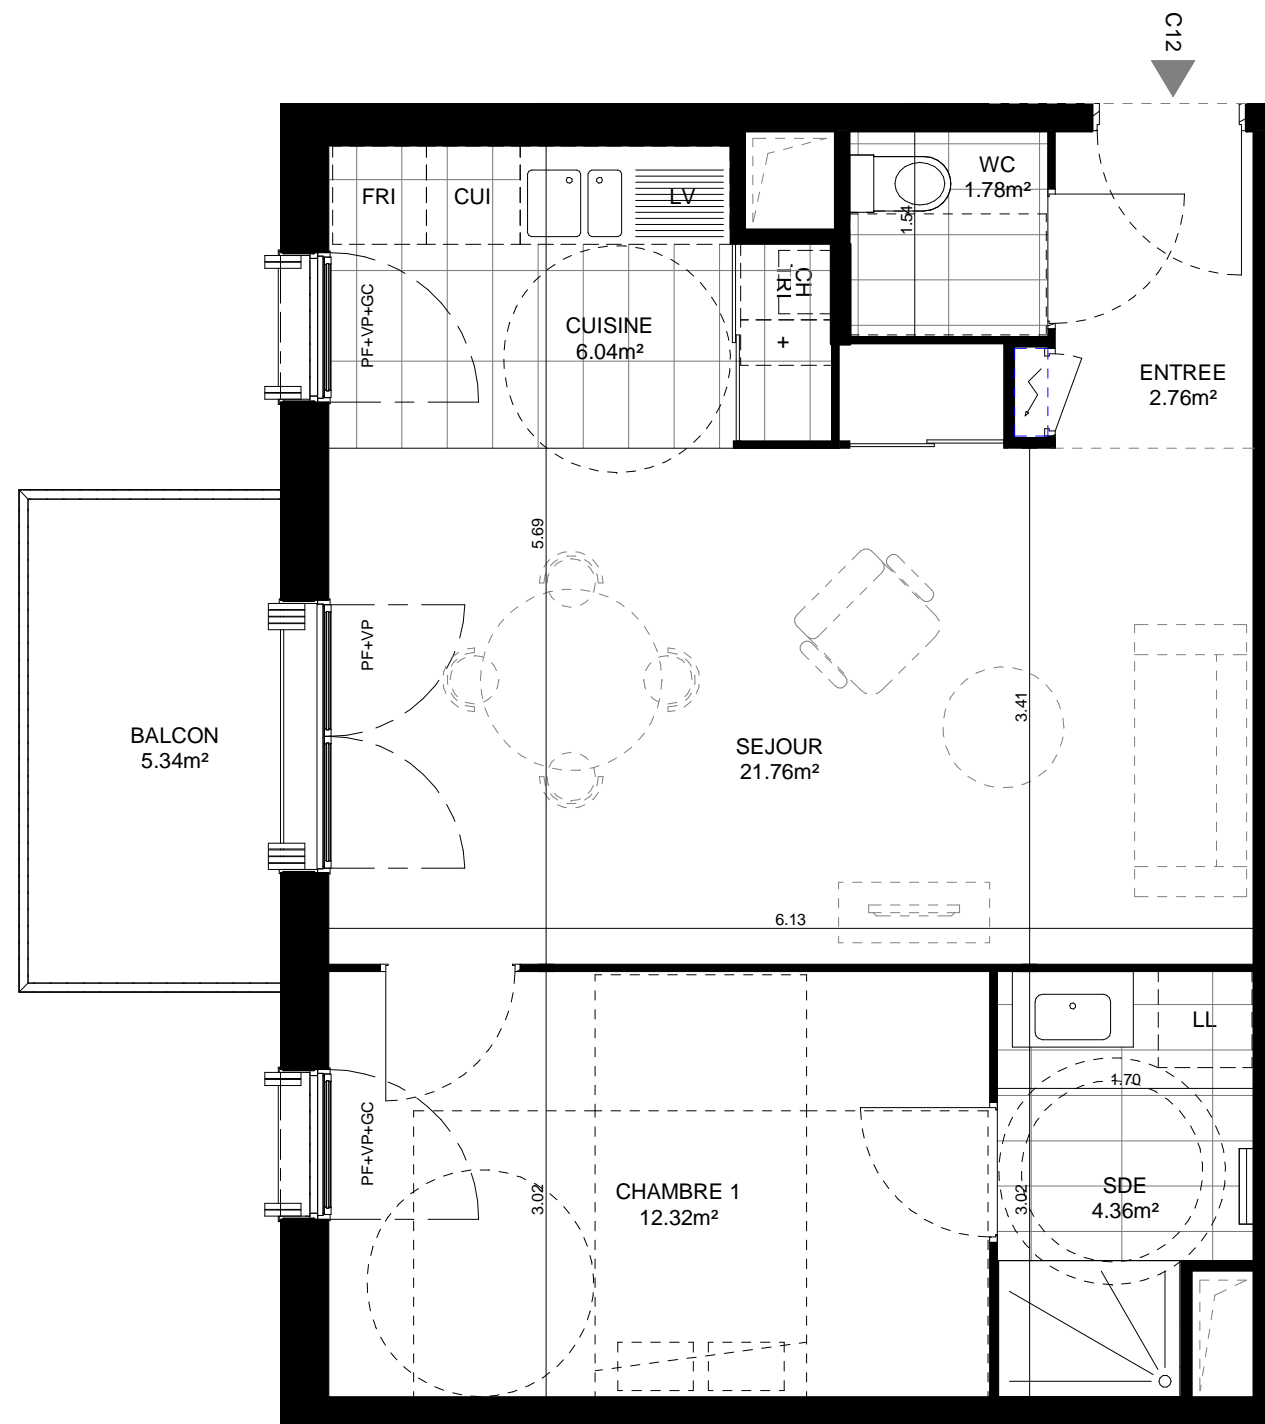 C12
WC
1.78m²
FRI
CUI
LV
1.54
CH
TRI
+
PF+VP+GC
CUISINE
6.04m²
ENTREE
2.76m²
5.69
PF+VP
3.41
BALCON
5.34m²
SEJOUR
21.76m²
6.13
LL
1.70
PF+VP+GC
CHAMBRE 1
12.32m²
3.02
3.02
SDE
4.36m²